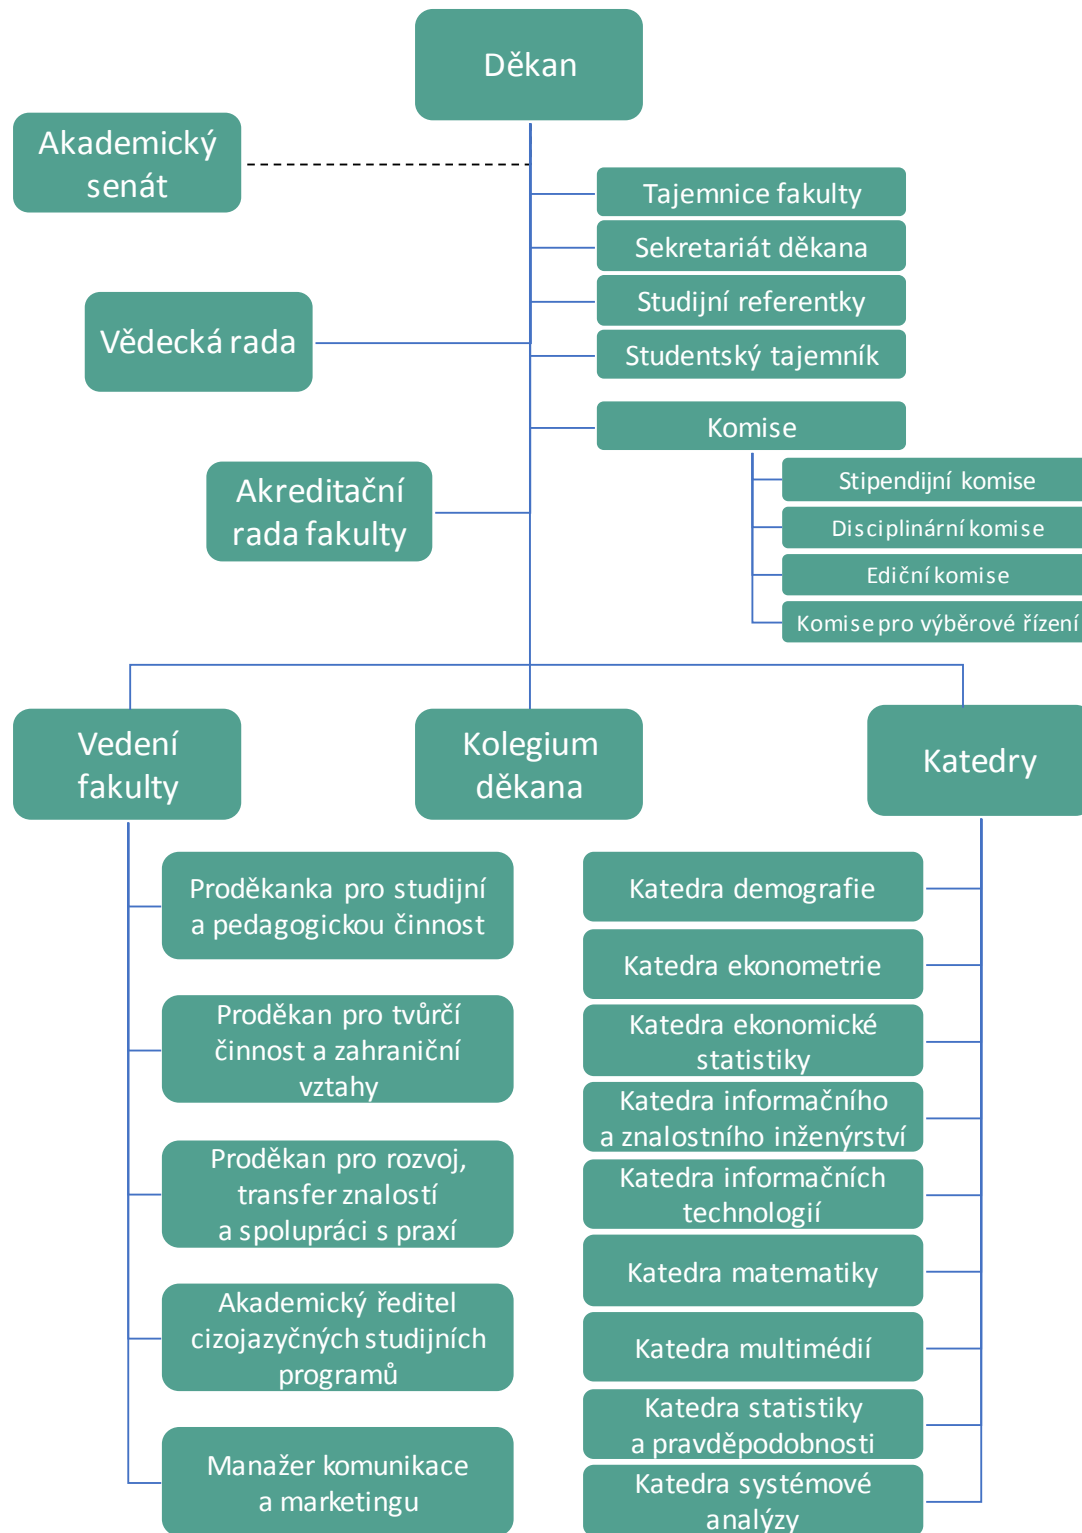 Děkan
Akademický
senát
Tajemnice fakulty
Sekretariát děkana
Studijní referentky
Studentský tajemník
Vědecká rada
Komise
Akreditační
rada fakulty
Stipendijní komise
Disciplinární komise
Ediční komise
Komise pro výběrové řízení
Vedení
fakulty
Kolegium
děkana
Katedry
Proděkanka pro studijní
a pedagogickou činnost
Proděkan pro tvůrčí
činnost a zahraniční
vztahy
Proděkan pro rozvoj,
transfer znalostí
a spolupráci s praxí
Akademický ředitel
cizojazyčných studijních
programů
Manažer komunikace
a marketingu
Katedra demografie
Katedra ekonometrie
Katedra ekonomické
statistiky
Katedra informačního
a znalostního inženýrství
Katedra informačních
technologií
Katedra matematiky
Katedra multimédií
Katedra statistiky
a pravděpodobnosti
Katedra systémové
analýzy